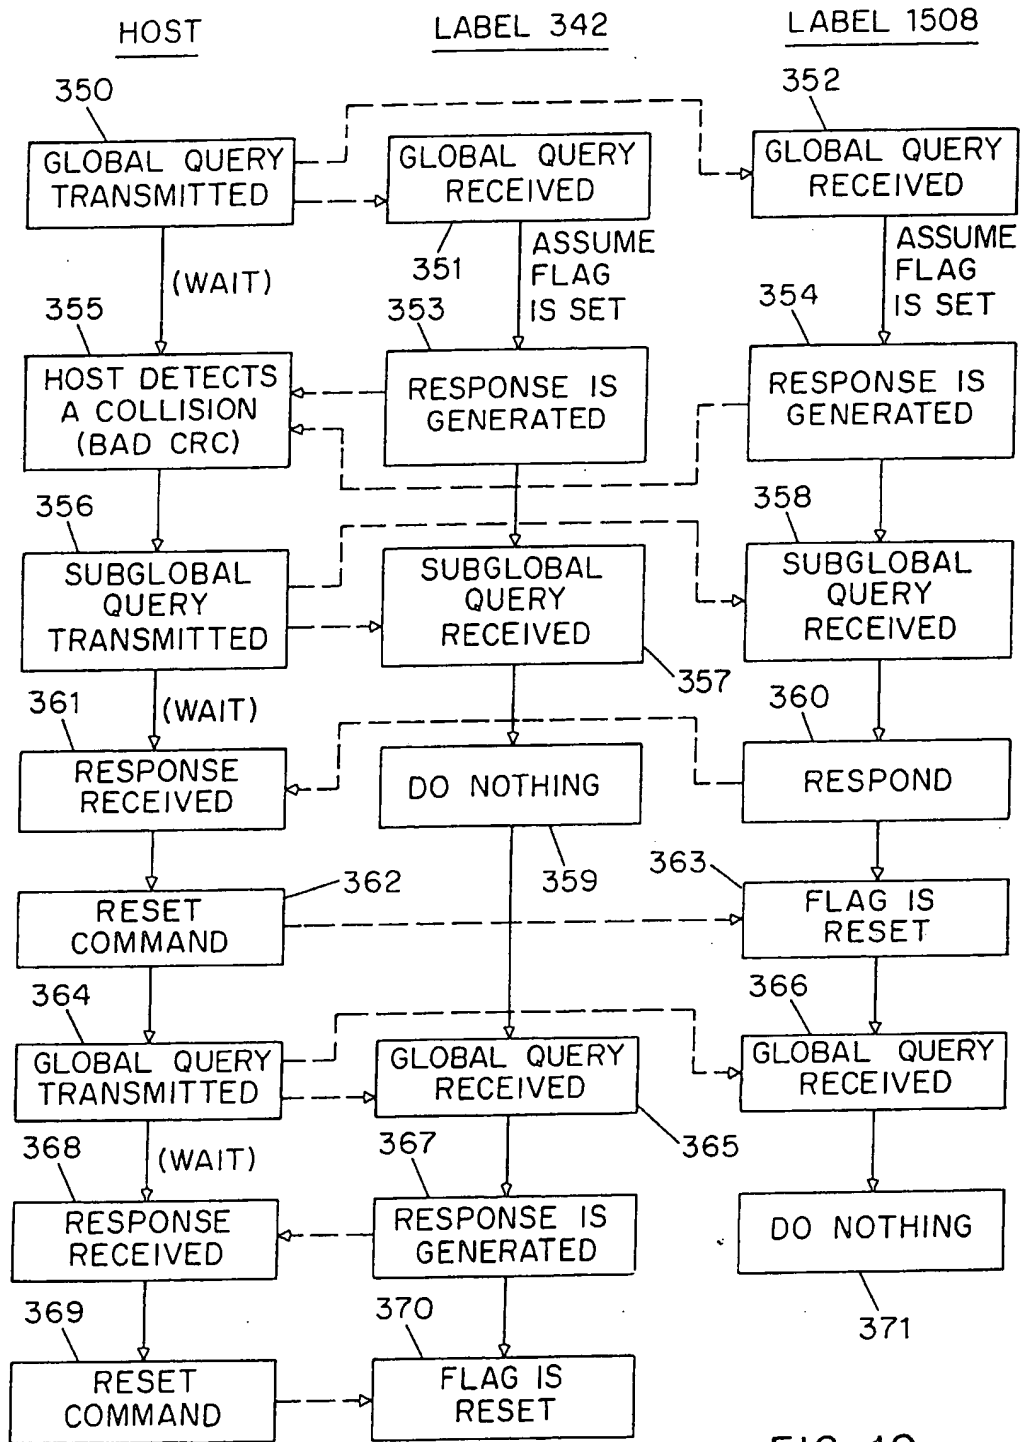 HOST
LABEL 342
LABEL 1508
350
352
GLOBAL QUERY
TRANSMITTED
GLOBAL QUERY
RECEIVED
GLOBAL QUERY
RECEIVED
351
(WAIT)
ASSUME
FLAG
IS SET
ASSUME
FLAG
IS SET
355
353
354
HOST DETECTS
A COLLISION
(BAD CRC)
RESPONSE IS
GENERATED
RESPONSE IS
GENERATED
356
358
SUBGLOBAL
QUERY
TRANSMITTED
SUBGLOBAL
QUERY
RECEIVED
SUBGLOBAL
QUERY
RECEIVED
357
361
(WAIT)
360
RESPONSE
RECEIVED
DO NOTHING
RESPOND
362
359
363
RESET
COMMAND
FLAG IS
RESET
364
366
GLOBAL QUERY
TRANSMITTED
GLOBAL QUERY
RECEIVED
GLOBAL QUERY
RECEIVED
368
(WAIT)
367
365
RESPONSE
RECEIVED
RESPONSE IS
GENERATED
DO NOTHING
369
370
371
RESET
COMMAND
FLAG IS
RESET